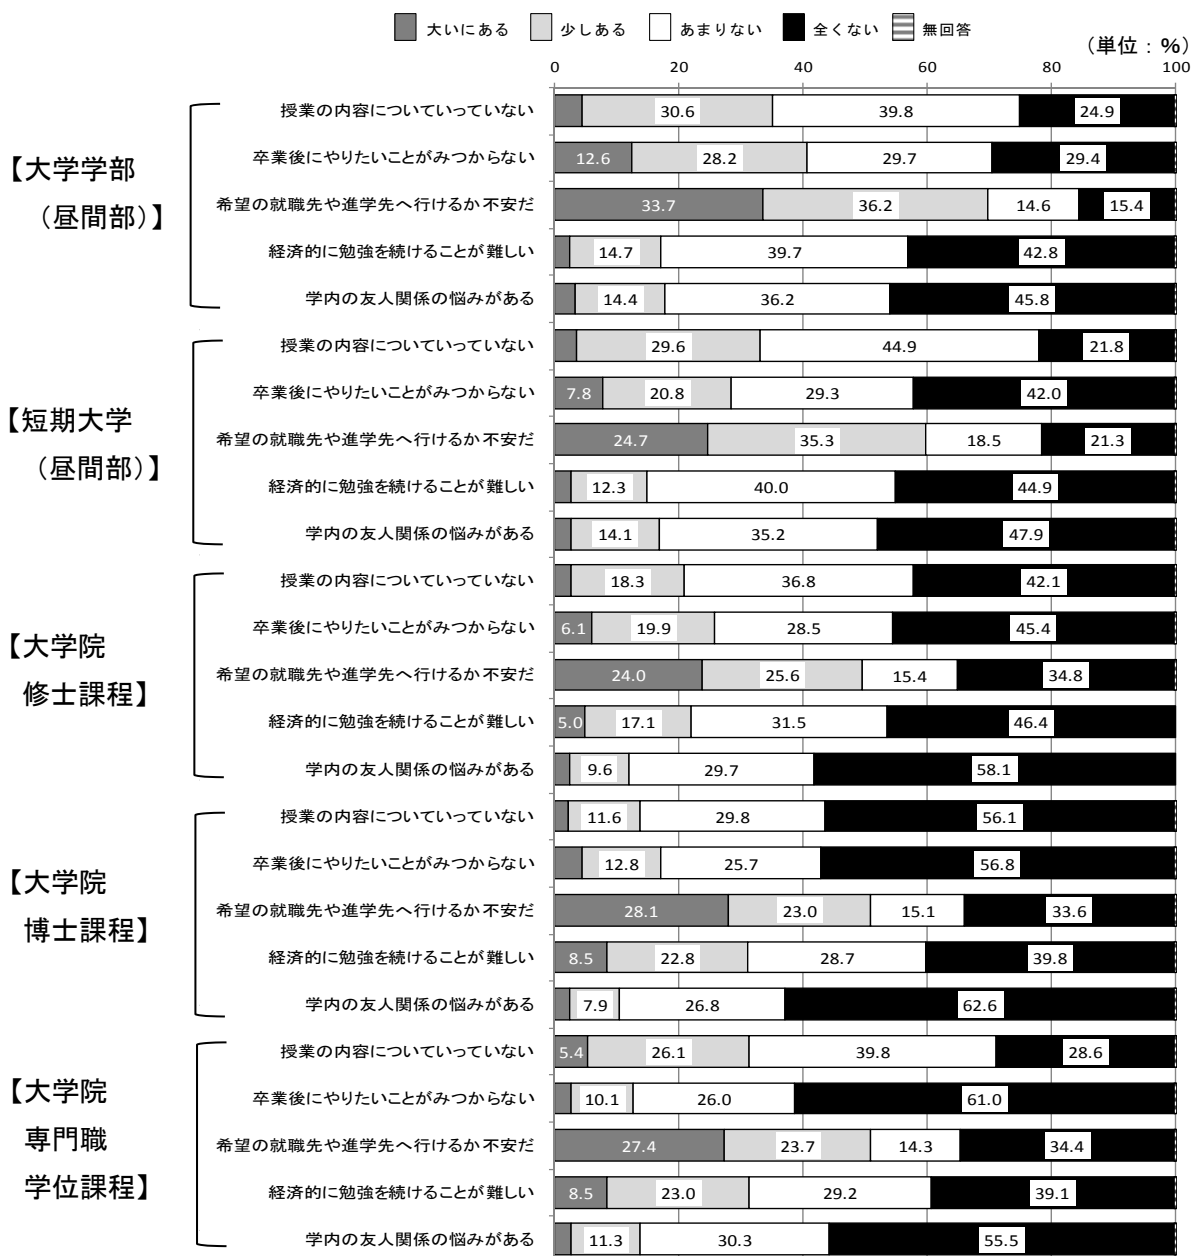 大いにある 少しある あまりない 全くない 無回答
（単位：%）
0 20 40 60 80 100
【大学学部
（昼間部）】
授業の内容についていっていない 30.6 39.8 24.9
卒業後にやりたいことがみつからない 12.6 28.2 29.7 29.4
希望の就職先や進学先へ行けるか不安だ 33.7 36.2 14.6 15.4
経済的に勉強を続けることが難しい 14.7 39.7 42.8
学内の友人関係の悩みがある 14.4 36.2 45.8
【短期大学
（昼間部）】
授業の内容についていっていない 29.6 44.9 21.8
卒業後にやりたいことがみつからない 7.8 20.8 29.3 42.0
希望の就職先や進学先へ行けるか不安だ 24.7 35.3 18.5 21.3
経済的に勉強を続けることが難しい 12.3 40.0 44.9
学内の友人関係の悩みがある 14.1 35.2 47.9
【大学院
修士課程】
授業の内容についていっていない 18.3 36.8 42.1
卒業後にやりたいことがみつからない 6.1 19.9 28.5 45.4
希望の就職先や進学先へ行けるか不安だ 24.0 25.6 15.4 34.8
経済的に勉強を続けることが難しい 5.0 17.1 31.5 46.4
学内の友人関係の悩みがある 9.6 29.7 58.1
【大学院
博士課程】
授業の内容についていっていない 11.6 29.8 56.1
卒業後にやりたいことがみつからない 12.8 25.7 56.8
希望の就職先や進学先へ行けるか不安だ 28.1 23.0 15.1 33.6
経済的に勉強を続けることが難しい 8.5 22.8 28.7 39.8
学内の友人関係の悩みがある 7.9 26.8 62.6
【大学院
専門職
学位課程】
授業の内容についていっていない 5.4 26.1 39.8 28.6
卒業後にやりたいことがみつからない 10.1 26.0 61.0
希望の就職先や進学先へ行けるか不安だ 27.4 23.7 14.3 34.4
経済的に勉強を続けることが難しい 8.5 23.0 29.2 39.1
学内の友人関係の悩みがある 11.3 30.3 55.5